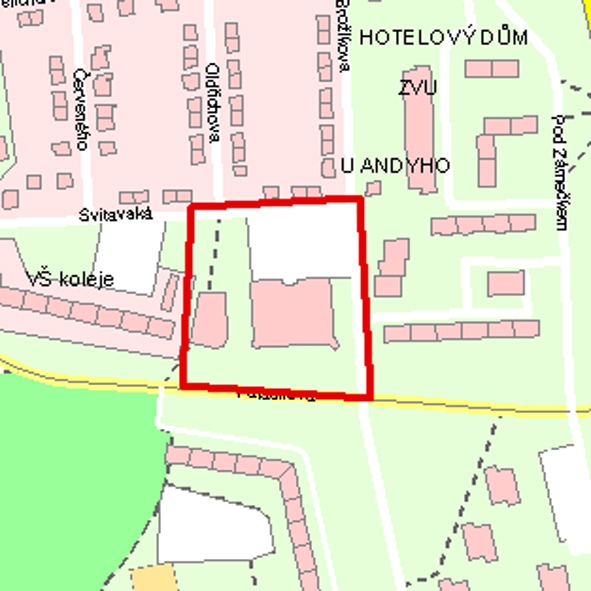 Brožíkova
HOTELOVÝ DŮM
ZVU
Červeného
Oldřichova
Pod Zámečkem
U ANDYHO
Svitavská
VŠ koleje